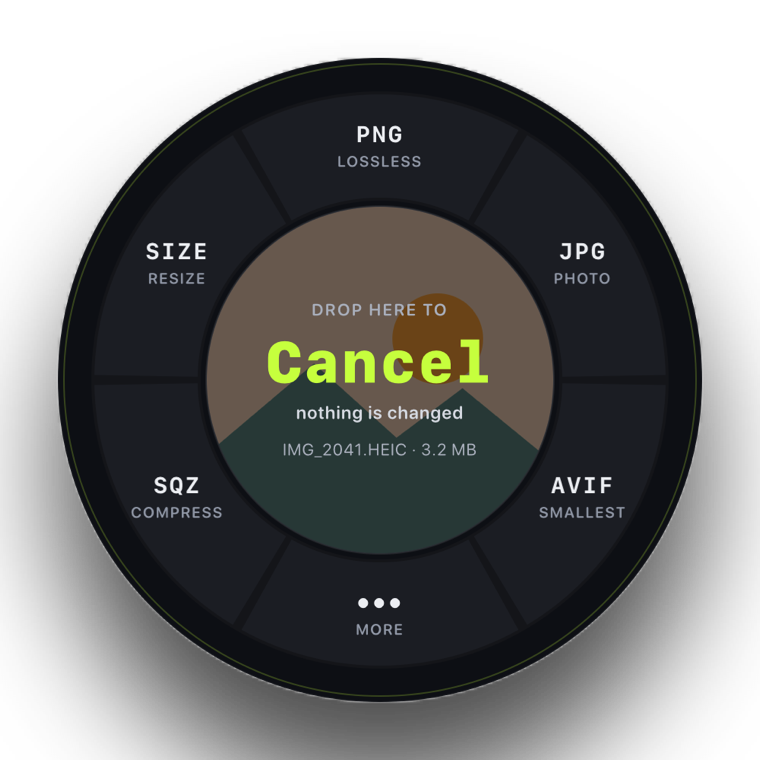 PNG
LOSSLESS
SIZE
RESIZE
JPG
PHOTO
DROP HERE TO
Cancel
nothing is changed
IMG_2041.HEIC · 3.2 MB
SQZ
COMPRESS
AVIF
SMALLEST
•••
MORE